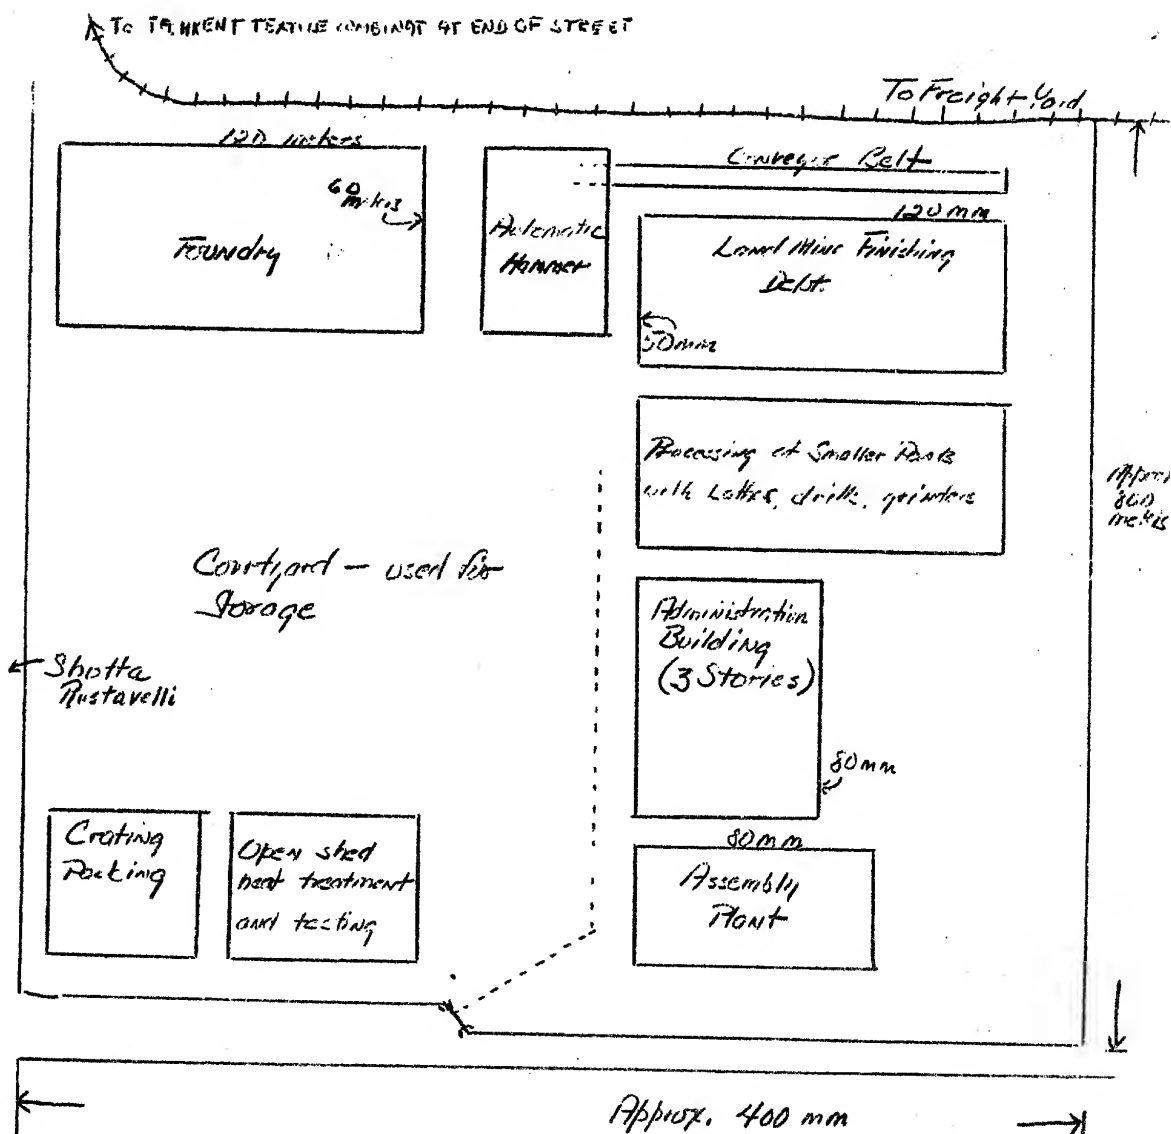 To TASHKENT TEXTILE COMBINAT AT END OF STREET
To Freight Yard
120 meters
60
meters
Foundry
Automatic
Hammer
Conveyor Belt
120 mm
Land Mine Finishing
Dept.
50 mm
Processing of Smaller Parts
with Lathes, drills, grinders
Approx
800
meters
Courtyard — used for
Storage
Shotta
Rustavelli
Administration
Building
(3 Stories)
80 mm
Crating
Packing
Open shed
heat treatment
and testing
80 mm
Assembly
Plant
Approx. 400 mm